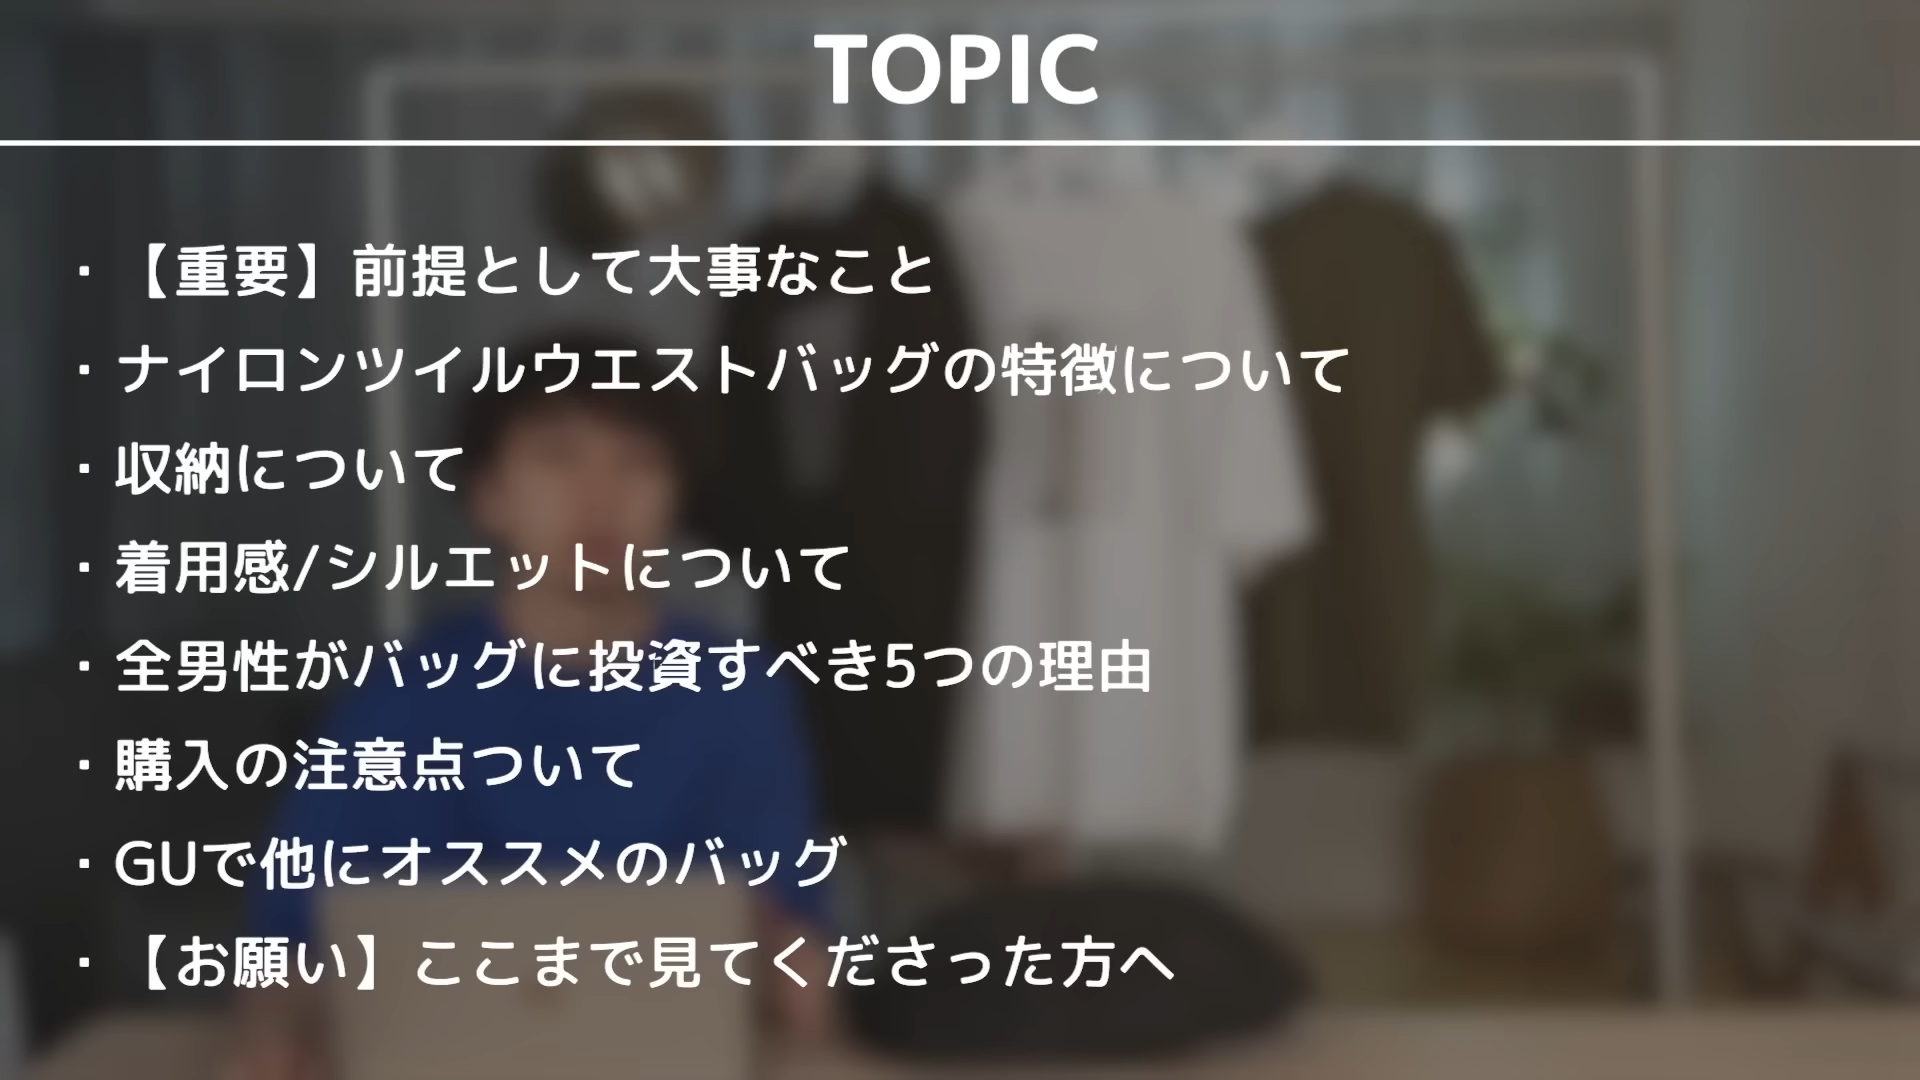 TOPIC
・【重要】前提として大事なこと
・ナイロンツイルウエストバッグの特徴について
・収納について
・着用感/シルエットについて
・全男性がバッグに投資すべき5つの理由
・購入の注意点ついて
・GUで他にオススメのバッグ
・【お願い】ここまで見てくださった方へ